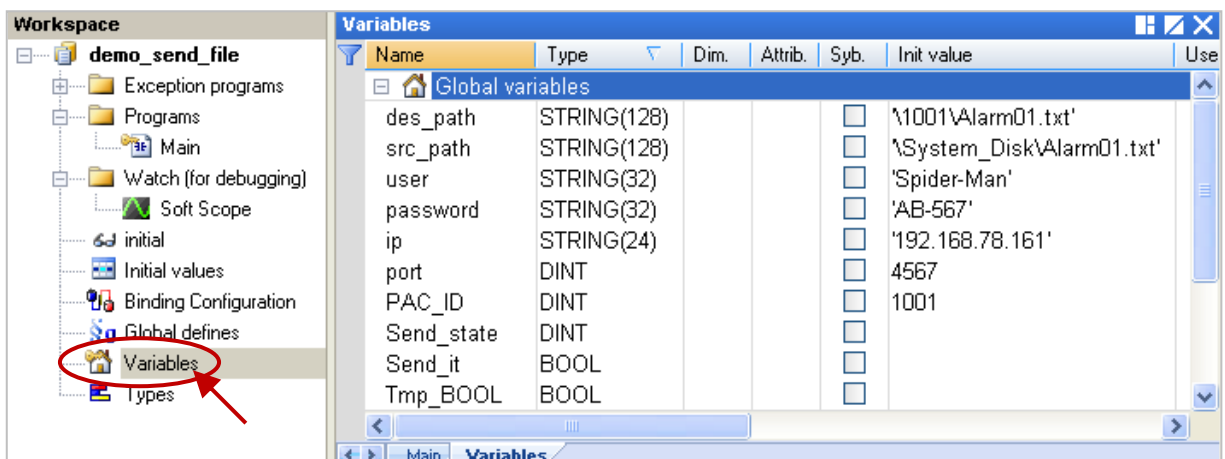 Workspace
demo_send_file
Exception programs
Programs
Main
Watch (for debugging)
Soft Scope
initial
Initial values
Binding Configuration
Global defines
Variables
Types
Variables
Name Type Dim. Attrib. Syb. Init value Use
Global variables
des_path STRING(128) '\1001\Alarm01.txt'
src_path STRING(128) '\System_Disk\Alarm01.txt'
user STRING(32) 'Spider-Man'
password STRING(32) 'AB-567'
ip STRING(24) '192.168.78.161'
port DINT 4567
PAC_ID DINT 1001
Send_state DINT
Send_it BOOL
Tmp_BOOL BOOL
Main Variables